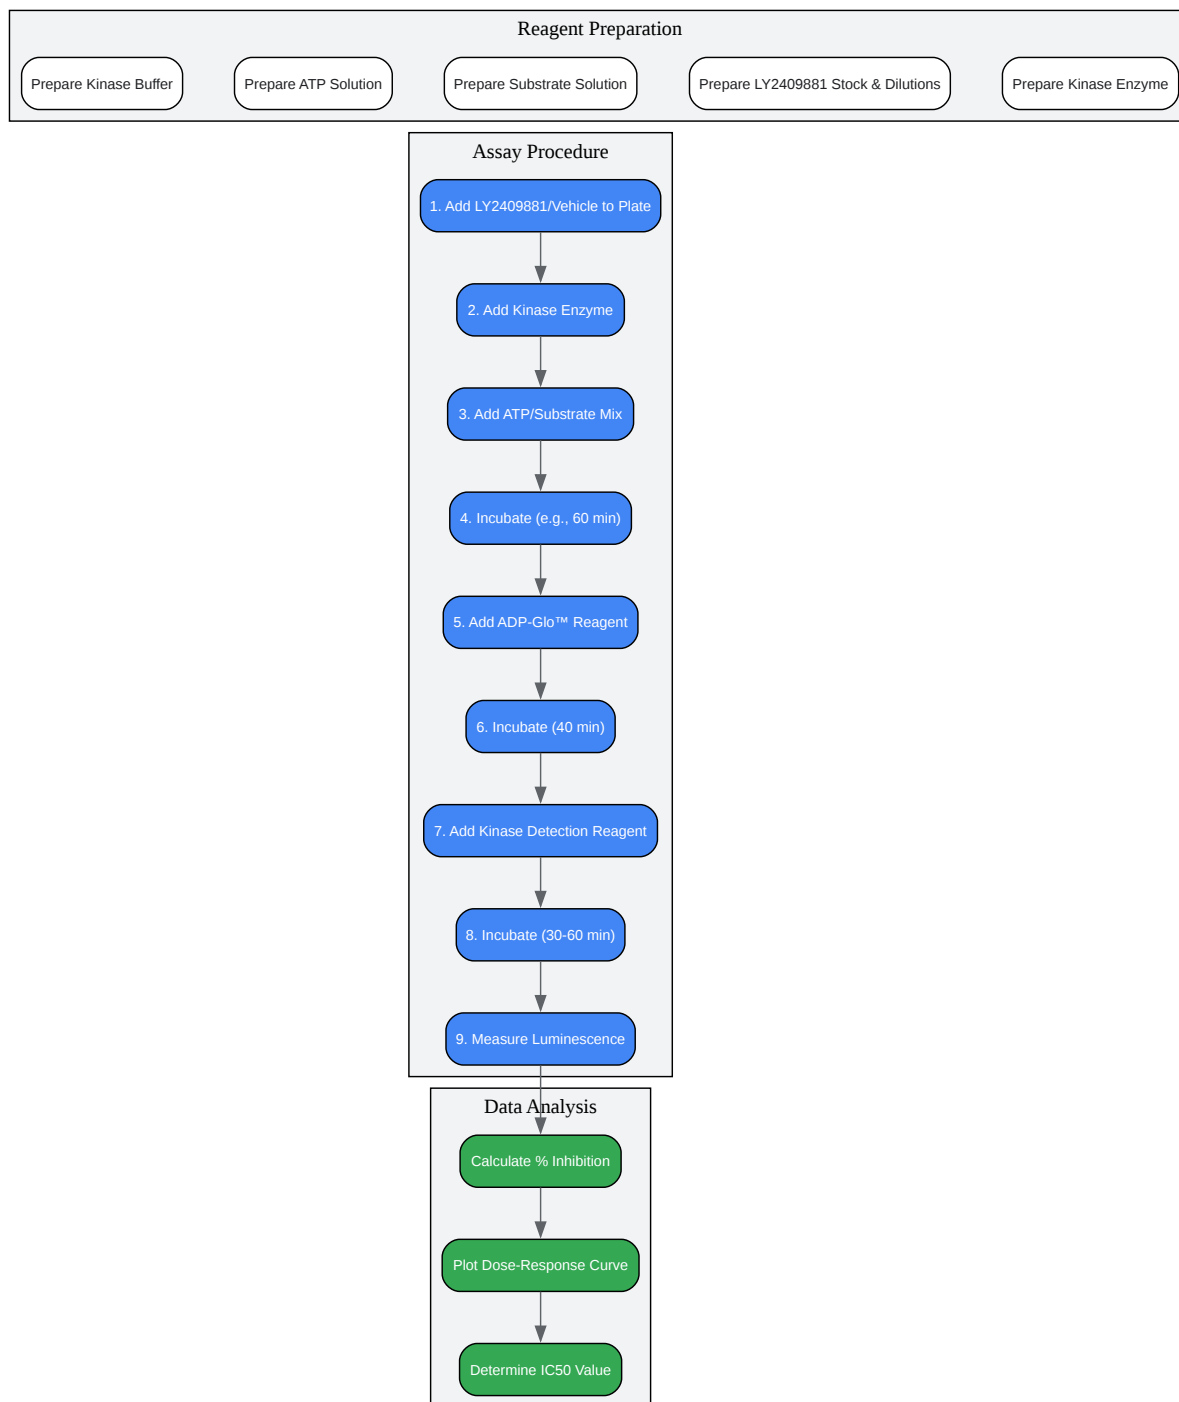 Reagent Preparation
Prepare Kinase Buffer
Prepare ATP Solution
Prepare Substrate Solution
Prepare LY2409881 Stock & Dilutions
Prepare Kinase Enzyme
Assay Procedure
1. Add LY2409881/Vehicle to Plate
2. Add Kinase Enzyme
3. Add ATP/Substrate Mix
4. Incubate (e.g., 60 min)
5. Add ADP-Glo™ Reagent
6. Incubate (40 min)
7. Add Kinase Detection Reagent
8. Incubate (30-60 min)
9. Measure Luminescence
Data Analysis
Calculate % Inhibition
Plot Dose-Response Curve
Determine IC50 Value